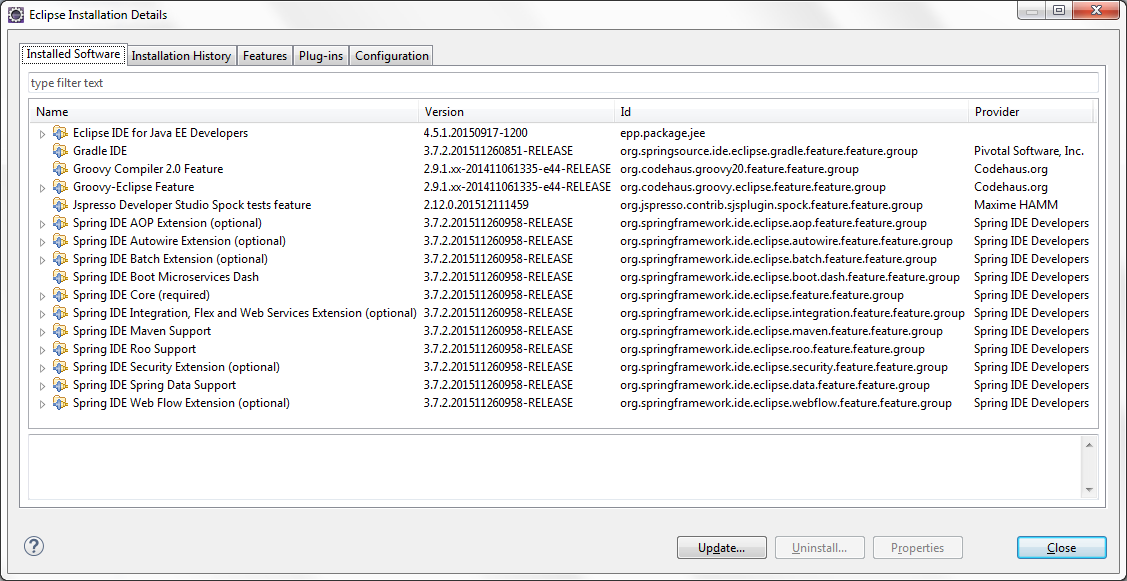 Eclipse Installation Details
Installed Software Installation History Features Plug-ins Configuration
type filter text
Name Version Id Provider
Eclipse IDE for Java EE Developers 4.5.1.20150917-1200 epp.package.jee
Gradle IDE 3.7.2.201511260851-RELEASE org.springsource.ide.eclipse.gradle.feature.feature.group Pivotal Software, Inc.
Groovy Compiler 2.0 Feature 2.9.1.xx-201411061335-e44-RELEASE org.codehaus.groovy20.feature.feature.group Codehaus.org
Groovy-Eclipse Feature 2.9.1.xx-201411061335-e44-RELEASE org.codehaus.groovy.eclipse.feature.feature.group Codehaus.org
Jspresso Developer Studio Spock tests feature 2.12.0.201512111459 org.jspresso.contrib.sjsplugin.spock.feature.feature.group Maxime HAMM
Spring IDE AOP Extension (optional) 3.7.2.201511260958-RELEASE org.springframework.ide.eclipse.aop.feature.feature.group Spring IDE Developers
Spring IDE Autowire Extension (optional) 3.7.2.201511260958-RELEASE org.springframework.ide.eclipse.autowire.feature.feature.group Spring IDE Developers
Spring IDE Batch Extension (optional) 3.7.2.201511260958-RELEASE org.springframework.ide.eclipse.batch.feature.feature.group Spring IDE Developers
Spring IDE Boot Microservices Dash 3.7.2.201511260958-RELEASE org.springframework.ide.eclipse.boot.dash.feature.feature.group Spring IDE Developers
Spring IDE Core (required) 3.7.2.201511260958-RELEASE org.springframework.ide.eclipse.feature.feature.group Spring IDE Developers
Spring IDE Integration, Flex and Web Services Extension (optional) 3.7.2.201511260958-RELEASE org.springframework.ide.eclipse.integration.feature.feature.group Spring IDE Developers
Spring IDE Maven Support 3.7.2.201511260958-RELEASE org.springframework.ide.eclipse.maven.feature.feature.group Spring IDE Developers
Spring IDE Roo Support 3.7.2.201511260958-RELEASE org.springframework.ide.eclipse.roo.feature.feature.group Spring IDE Developers
Spring IDE Security Extension (optional) 3.7.2.201511260958-RELEASE org.springframework.ide.eclipse.security.feature.feature.group Spring IDE Developers
Spring IDE Spring Data Support 3.7.2.201511260958-RELEASE org.springframework.ide.eclipse.data.feature.feature.group Spring IDE Developers
Spring IDE Web Flow Extension (optional) 3.7.2.201511260958-RELEASE org.springframework.ide.eclipse.webflow.feature.feature.group Spring IDE Developers
? Update... Uninstall... Properties Close